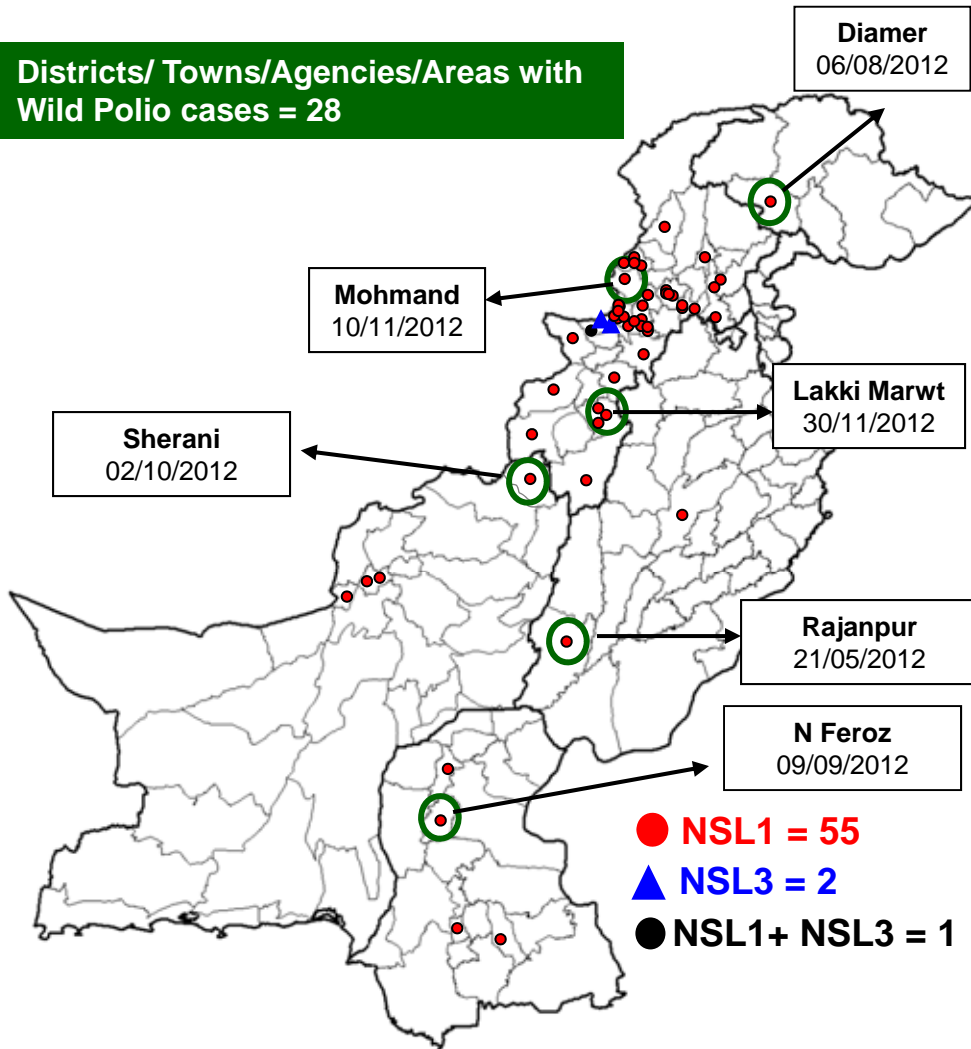 Diamer
06/08/2012
Districts/ Towns/Agencies/Areas with
Wild Polio cases = 28
Mohmand
10/11/2012
Lakki Marwt
30/11/2012
Sherani
02/10/2012
Rajanpur
21/05/2012
N Feroz
09/09/2012
NSL1 = 55
NSL3 = 2
NSL1+ NSL3 = 1